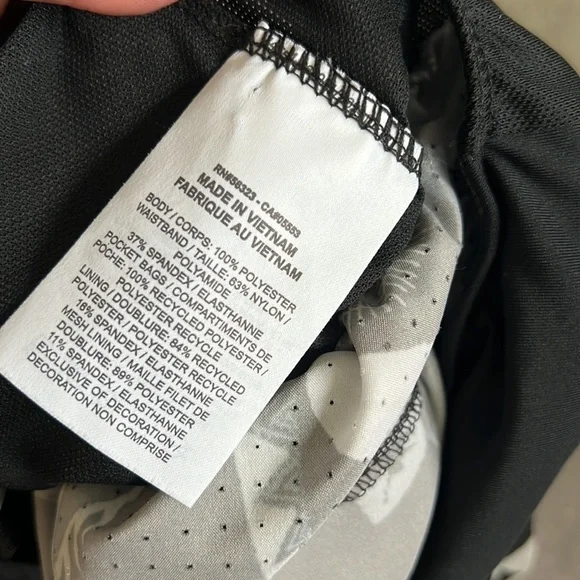 RN#56323 - CA#05553
MADE IN VIETNAM
FABRIQUE AU VIETNAM
BODY / CORPS: 100% POLYESTER
WAISTBAND / TAILLE: 63% NYLON /
POLYAMIDE
37% SPANDEX / ELASTHANNE
POCKET BAGS / COMPARTIMENTS DE
POCHE: 100% RECYCLED POLYESTER /
POLYESTER RECYCLE
LINING / DOUBLURE: 84% RECYCLED
POLYESTER / POLYESTER RECYCLE
16% SPANDEX / ELASTHANNE
MESH LINING / MAILLE FILET DE
DOUBLURE: 89% POLYESTER
11% SPANDEX / ELASTHANNE
EXCLUSIVE OF DECORATION /
DECORATION NON COMPRISE